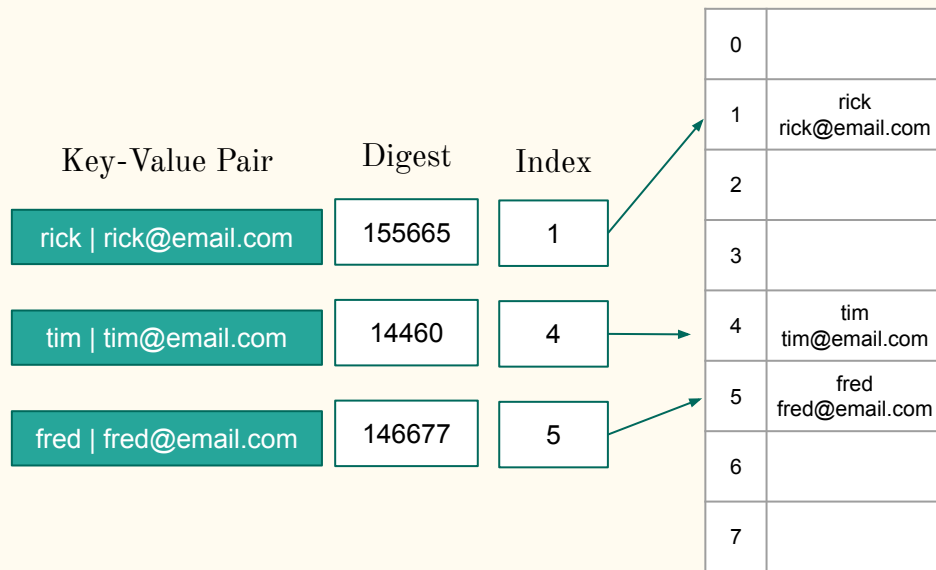 Key-Value Pair
Digest
Index
rick | rick@email.com
155665
1
tim | tim@email.com
14460
4
fred | fred@email.com
146677
5
0
1
rick
rick@email.com
2
3
4
tim
tim@email.com
5
fred
fred@email.com
6
7